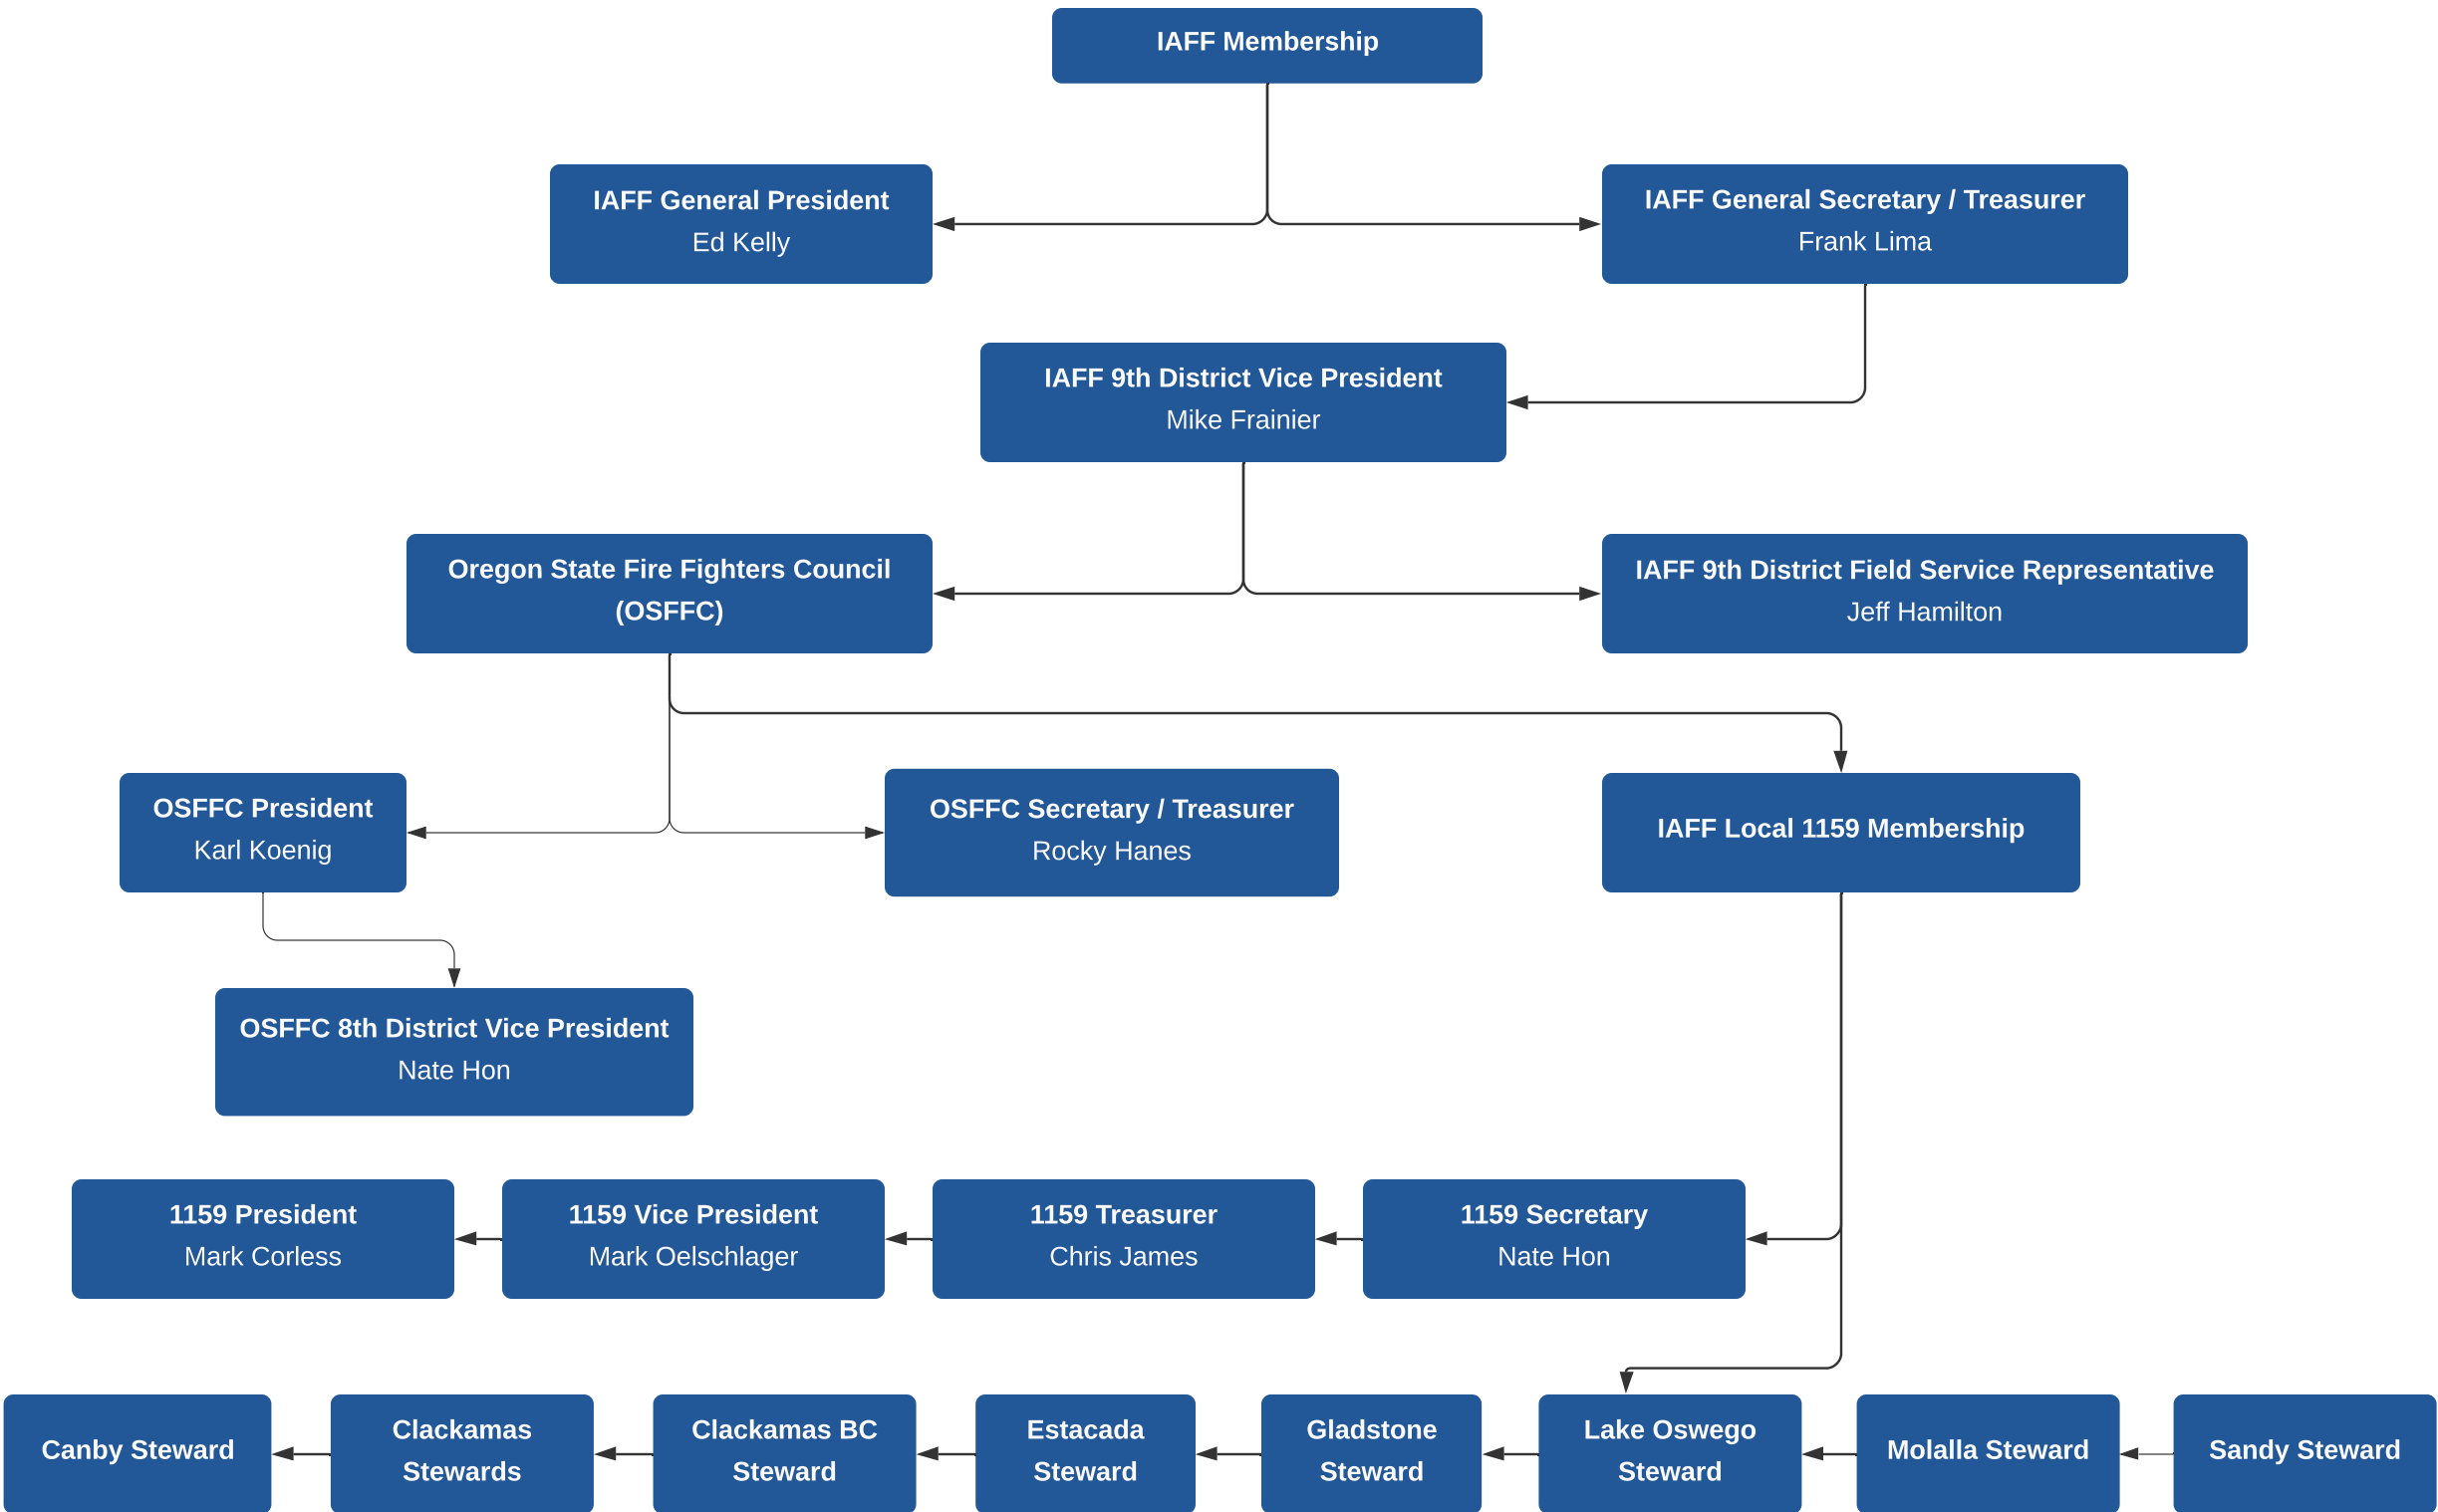 IAFF Membership
IAFF General President
Ed Kelly
IAFF General Secretary / Treasurer
Frank Lima
IAFF 9th District Vice President
Mike Frainier
Oregon State Fire Fighters Council
(OSFFC)
IAFF 9th District Field Service Representative
Jeff Hamilton
OSFFC President
Karl Koenig
OSFFC Secretary / Treasurer
Rocky Hanes
IAFF Local 1159 Membership
OSFFC 8th District Vice President
Nate Hon
1159 President
Mark Corless
1159 Vice President
Mark Oelschlager
1159 Treasurer
Chris James
1159 Secretary
Nate Hon
Canby Steward
Clackamas
Stewards
Clackamas BC
Steward
Estacada
Steward
Gladstone
Steward
Lake Oswego
Steward
Molalla Steward
Sandy Steward